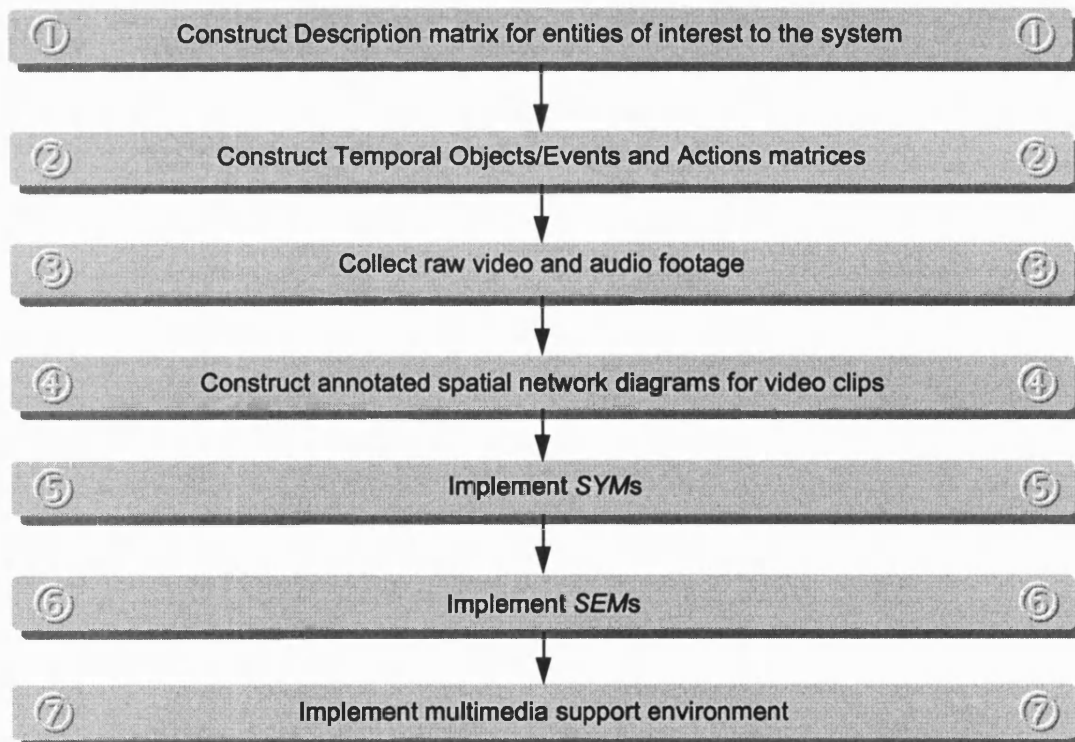 ① Construct Description matrix for entities of interest to the system ①
② Construct Temporal Objects/Events and Actions matrices ②
③ Collect raw video and audio footage ③
④ Construct annotated spatial network diagrams for video clips ④
⑤ Implement SYMs ⑤
⑥ Implement SEMs ⑥
⑦ Implement multimedia support environment ⑦